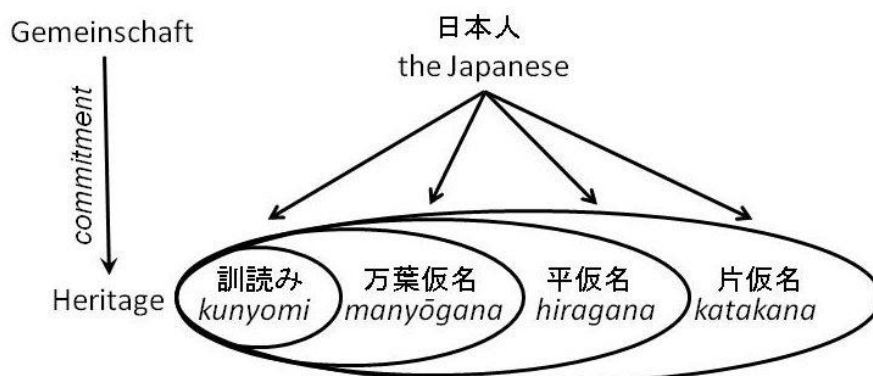 Gemeinschaft
日本人
the Japanese
commitment
Heritage
訓読み
kunyomi
万葉仮名
manyōgana
平仮名
hiragana
片仮名
katakana